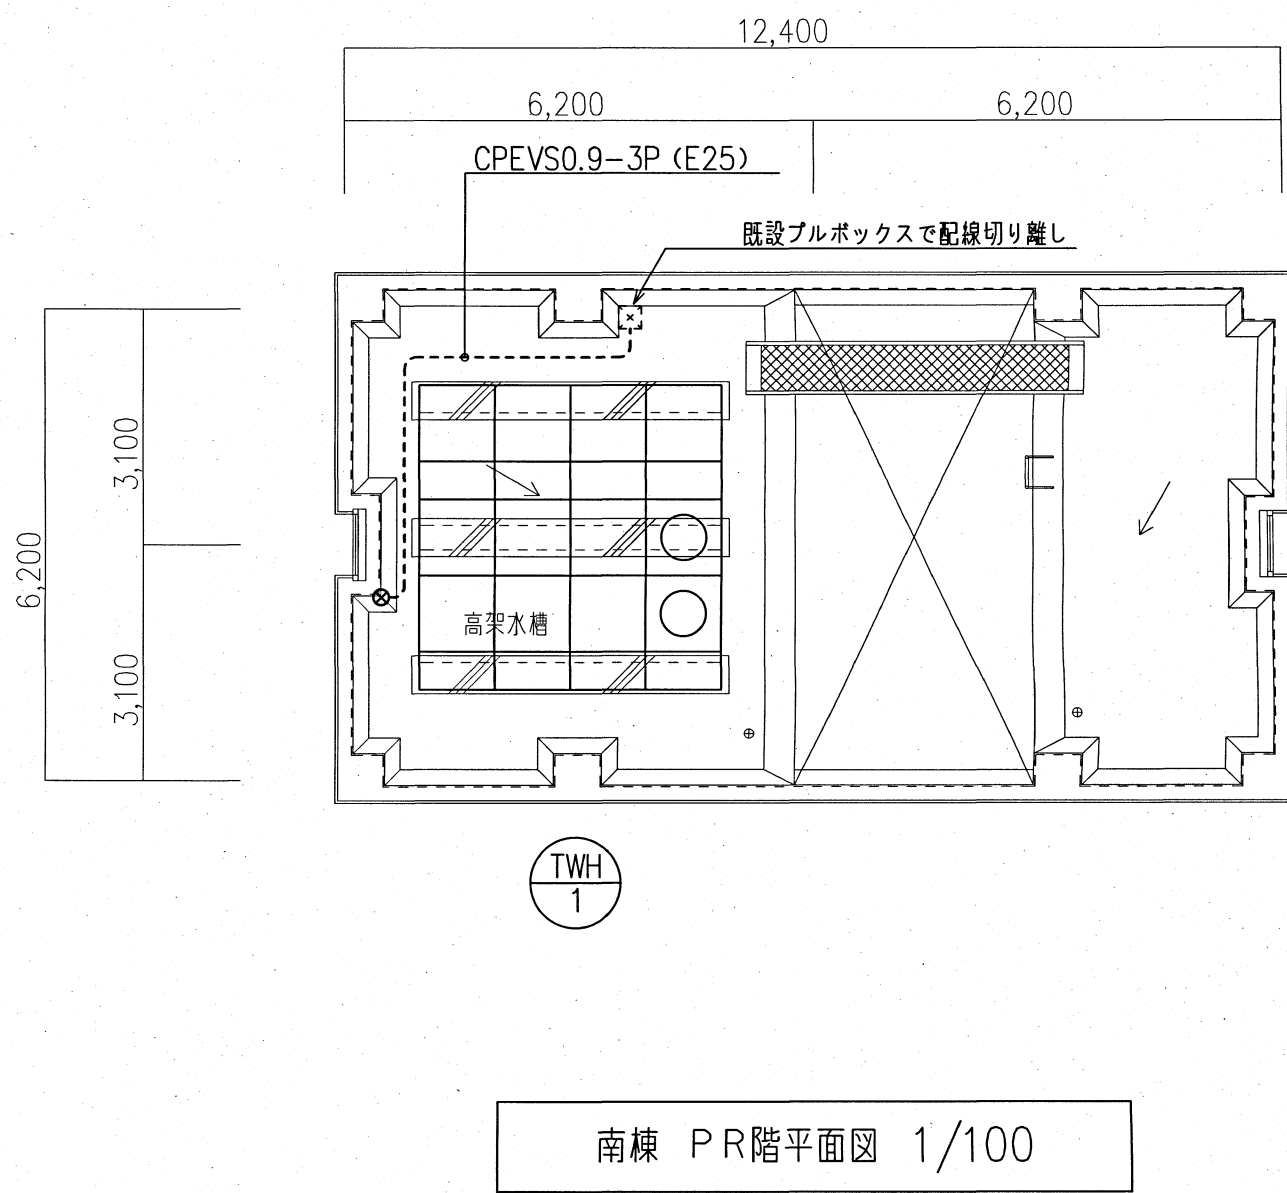 12,400
6,200
6,200
CPEVS0.9-3P (E25)
既設プルボックスで配線切り離し
3,100
6,200
3,100
高架水槽
TWH
1
南棟 PR階平面図 1/100